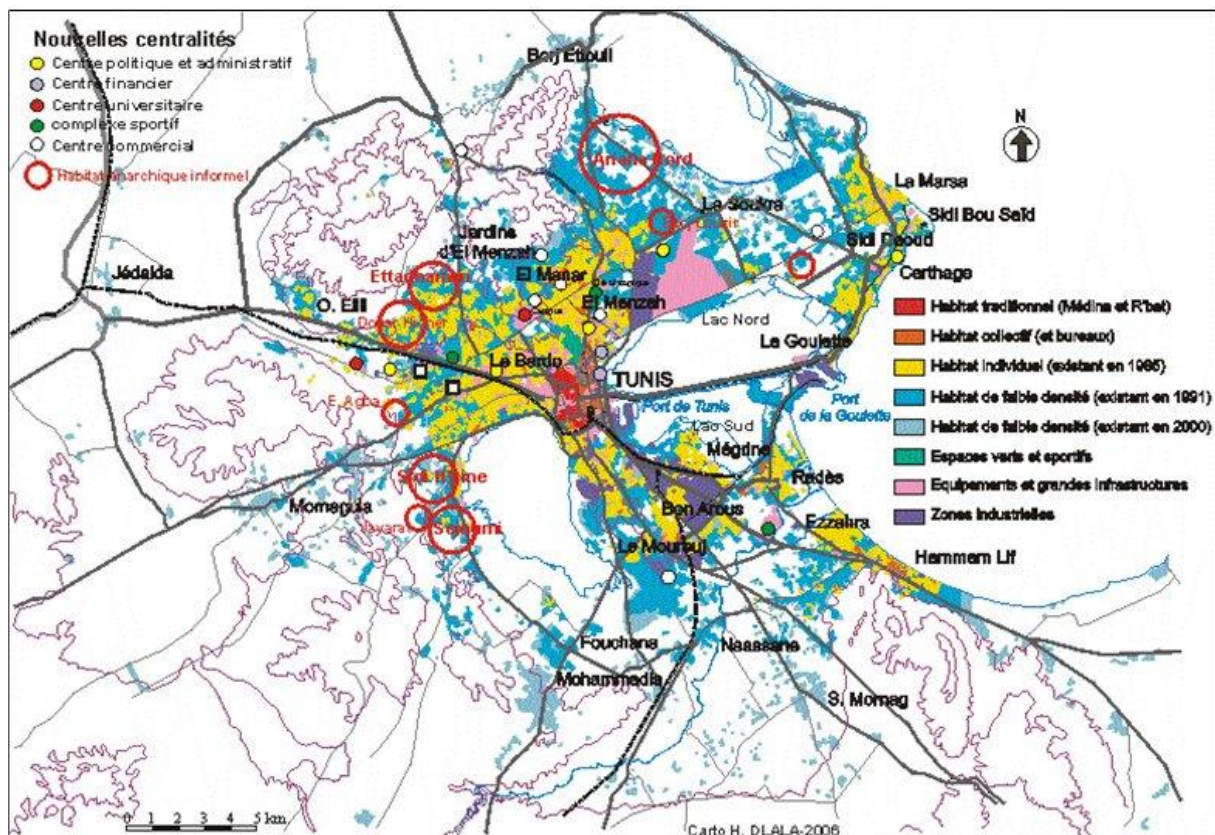 Nouvelles centralités
Centre politique et administratif
Centre financier
Centre universitaire
complexe sportif
Centre commercial
Habitat anarchique informel
Borj Ettouil
N
Ariana Nord
La Marsa
La Soukra
Sidi Bou Saïd
Sidi Daoud
Jardins
d'El Menzah
Carthage
Ettadhamen
El Manar
Jédaida
El Menzah
O. Ellil
Lac Nord
La Goulette
Le Bardo
TUNIS
E. Agba
Port de Tunis
Port
de la Goulette
Lac Sud
Mégrine
Radès
Mornaguia
Ben Arous
Ezzahra
Le Mourouj
Hammam Lif
Fouchana
Naassane
Mohammedia
S. Mornag
Habitat traditionnel (Médina et R'bat)
Habitat collectif (et bureaux)
Habitat individuel (existant en 1985)
Habitat de faible densité (existant en 1991)
Habitat de faible densité (existant en 2000)
Espaces verts et sportifs
Equipements et grandes infrastructures
Zones industrielles
0 1 2 3 4 5 km
Carto H. DLALA-2006